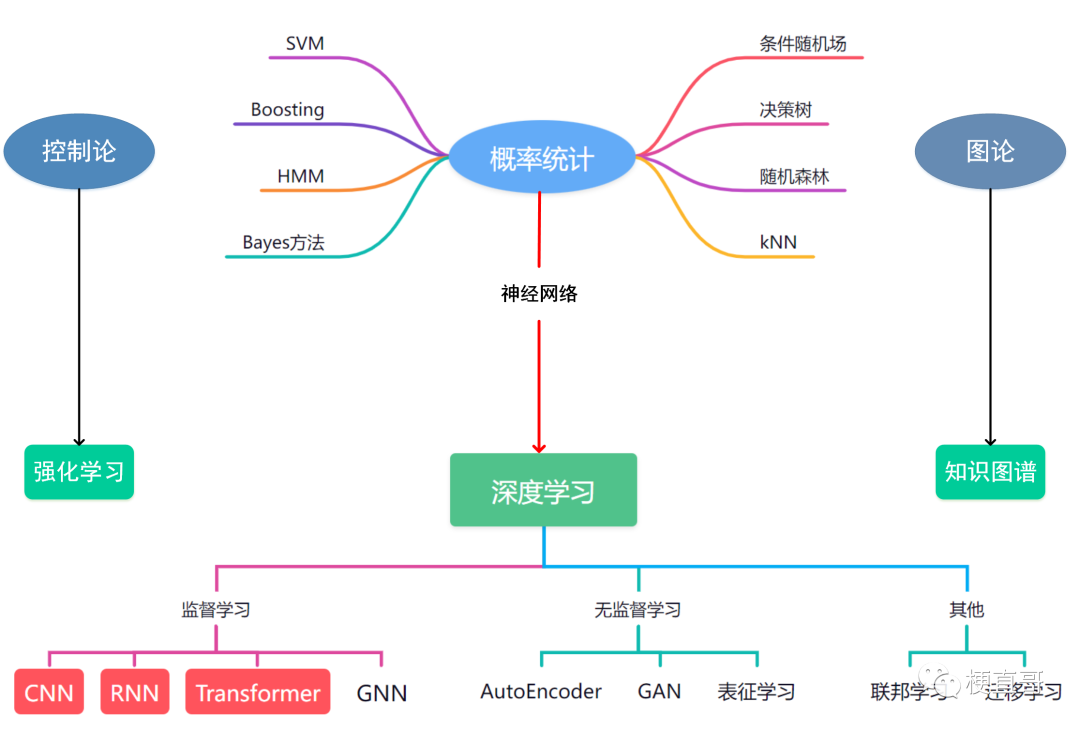 SVM
条件随机场
Boosting
决策树
控制论
概率统计
图论
HMM
随机森林
Bayes方法
kNN
神经网络
强化学习
深度学习
知识图谱
监督学习
无监督学习
其他
CNN
RNN
Transformer
GNN
AutoEncoder
GAN
表征学习
联邦学习
迁移学习
梗直哥